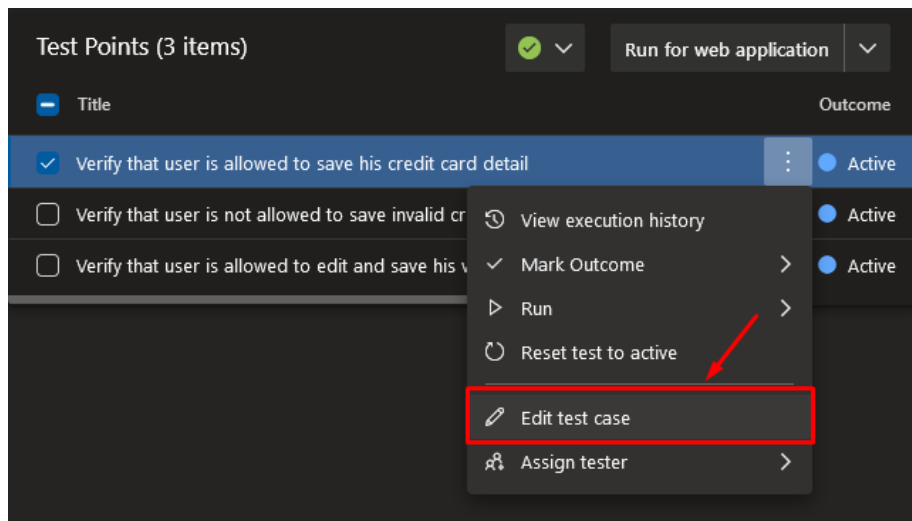 Test Points (3 items)
Run for web application
Title
Outcome
Verify that user is allowed to save his credit card detail
Active
Verify that user is not allowed to save invalid cr
Active
Verify that user is allowed to edit and save his v
Active
View execution history
Mark Outcome
Run
Reset test to active
Edit test case
Assign tester